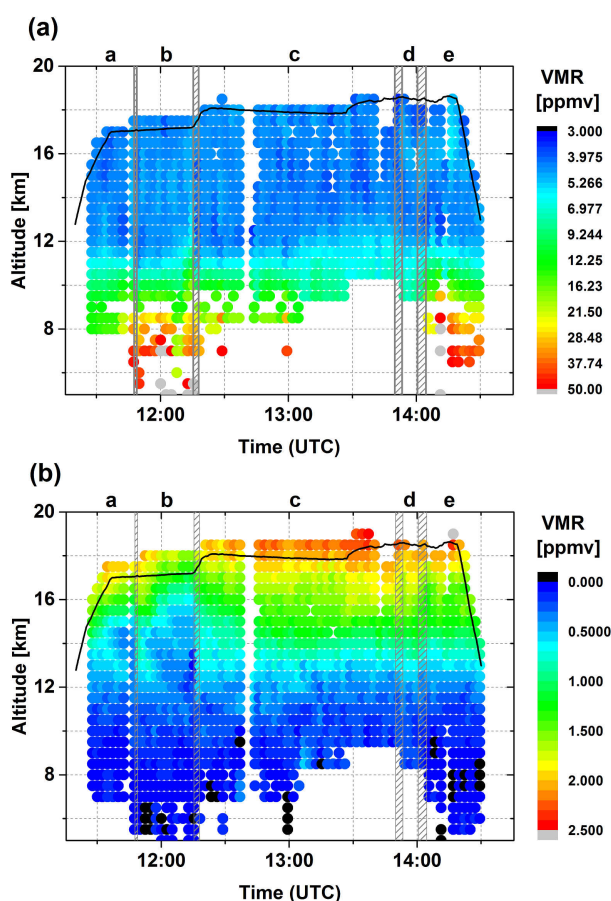 (a)
a b c d e
VMR
[ppmv]
20
16
12
8
Altitude [km]
3.000
3.975
5.266
6.977
9.244
12.25
16.23
21.50
28.74
37.74
50.00
12:00 13:00 14:00
Time (UTC)
(b)
a b c d e
VMR
[ppmv]
20
16
12
8
Altitude [km]
0.000
0.5000
1.000
1.500
2.000
2.500
12:00 13:00 14:00
Time (UTC)